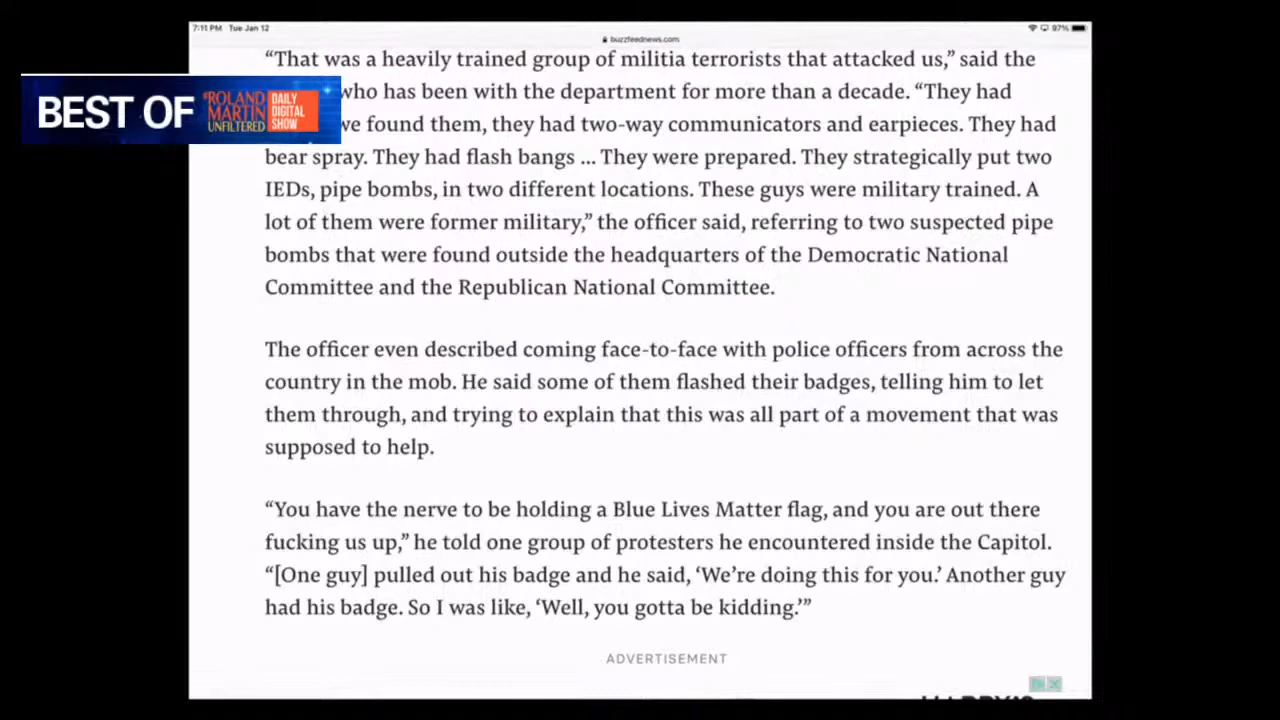 7:11 PM Tue Jan 12
97%
buzzfeednews.com
“That was a heavily trained group of militia terrorists that attacked us,” said the
who has been with the department for more than a decade. “They had
we found them, they had two-way communicators and earpieces. They had
bear spray. They had flash bangs ... They were prepared. They strategically put two
IEDs, pipe bombs, in two different locations. These guys were military trained. A
lot of them were former military,” the officer said, referring to two suspected pipe
bombs that were found outside the headquarters of the Democratic National
Committee and the Republican National Committee.
The officer even described coming face-to-face with police officers from across the
country in the mob. He said some of them flashed their badges, telling him to let
them through, and trying to explain that this was all part of a movement that was
supposed to help.
“You have the nerve to be holding a Blue Lives Matter flag, and you are out there
fucking us up,” he told one group of protesters he encountered inside the Capitol.
“[One guy] pulled out his badge and he said, ‘We’re doing this for you.’ Another guy
had his badge. So I was like, ‘Well, you gotta be kidding.’”
ADVERTISEMENT
BEST OF
#ROLAND
MARTIN
UNFILTERED
DAILY
DIGITAL
SHOW